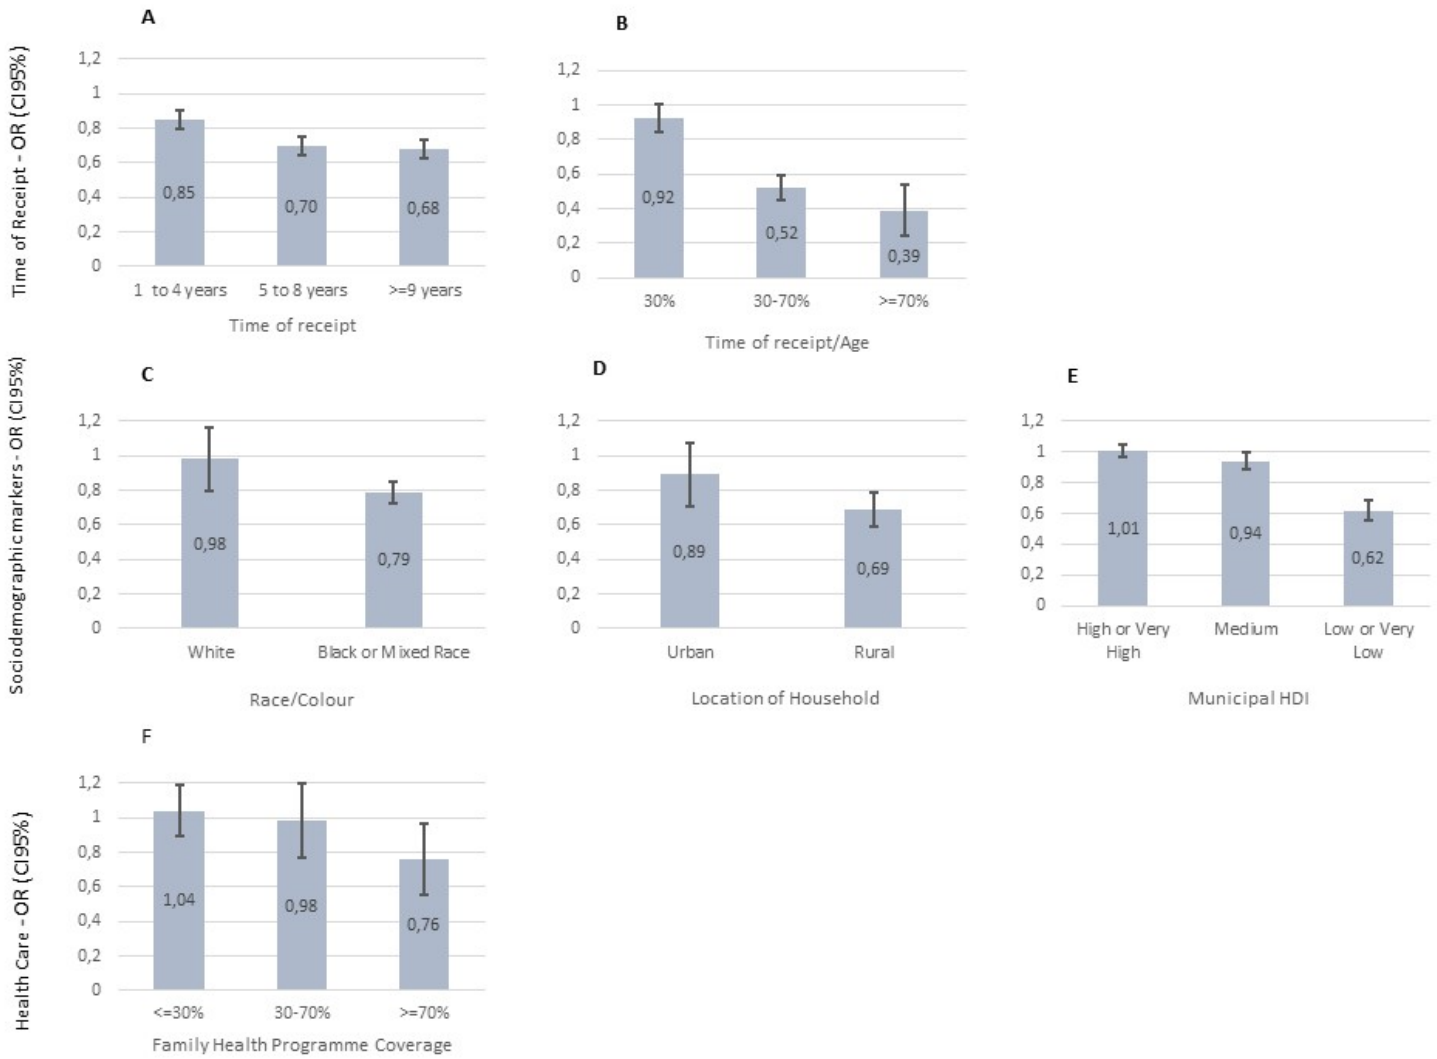 A
Time of Receipt - OR (CI95%)
1,2
1
0,8
0,6
0,4
0,2
0
0,85
0,70
0,68
1 to 4 years
5 to 8 years
>=9 years
Time of receipt
B
1,2
1
0,8
0,6
0,4
0,2
0
0,92
0,52
0,39
30%
30-70%
>=70%
Time of receipt/Age
C
Sociodemographic markers - OR (CI95%)
1,2
1
0,8
0,6
0,4
0,2
0
0,98
0,79
White
Black or Mixed Race
Race/Colour
D
1,2
1
0,8
0,6
0,4
0,2
0
0,89
0,69
Urban
Rural
Location of Household
E
1,2
1
0,8
0,6
0,4
0,2
0
1,01
0,94
0,62
High or Very
High
Medium
Low or Very
Low
Municipal HDI
F
Health Care - OR (CI95%)
1,2
1
0,8
0,6
0,4
0,2
0
1,04
0,98
0,76
<=30%
30-70%
>=70%
Family Health Programme Coverage